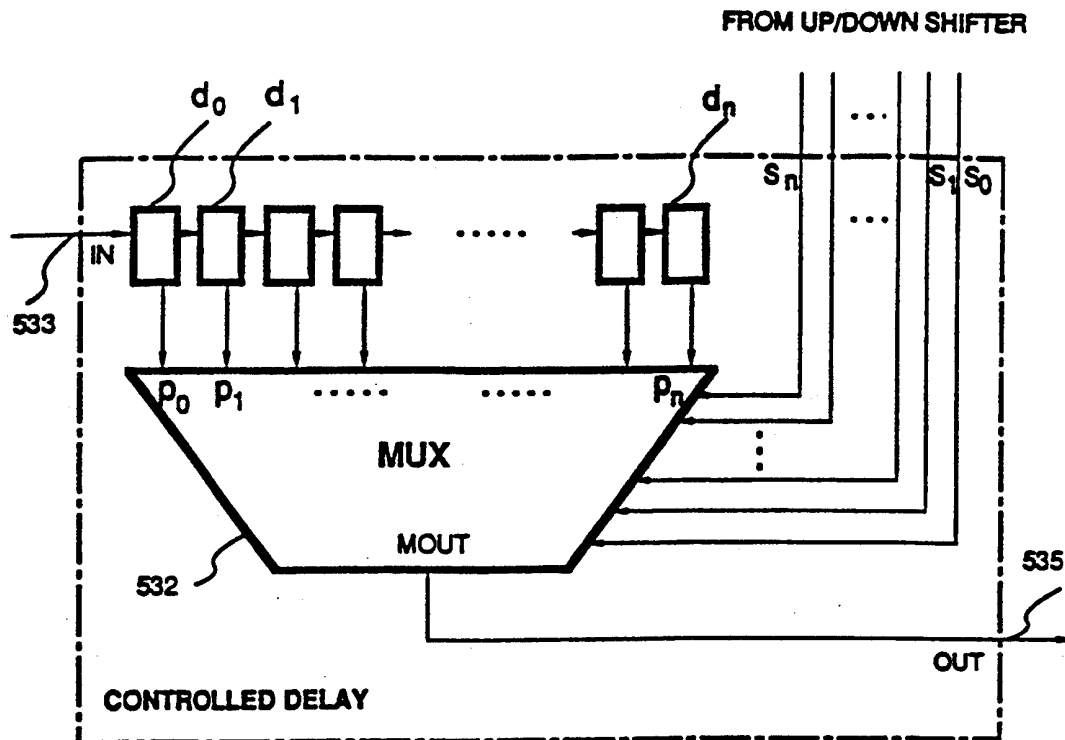 FROM UP/DOWN SHIFTER
d0 d1 dn
.....
Sn ... S1 S0
...
IN .....
533
p0 p1 ..... ..... pn
MUX
MOUT
532
535
OUT
CONTROLLED DELAY